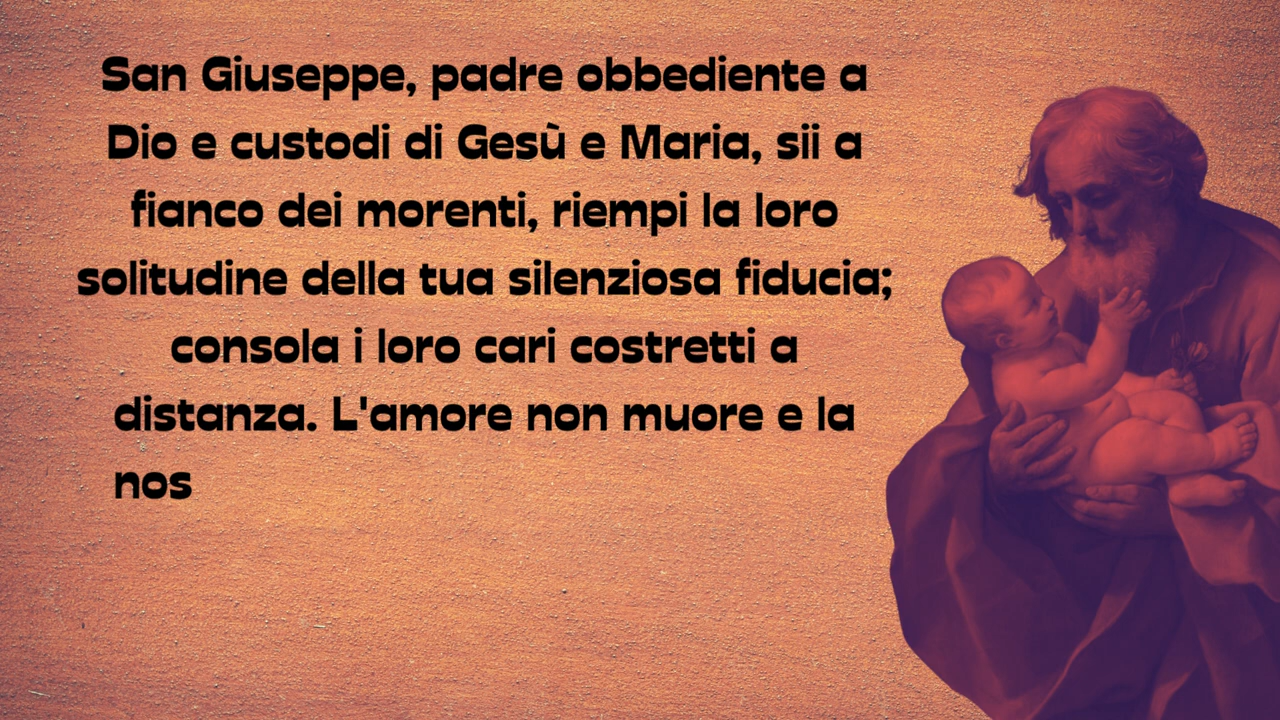 San Giuseppe, padre obbediente a
Dio e custodi di Gesù e Maria, sii a
fianco dei morenti, riempi la loro
solitudine della tua silenziosa fiducia;
consola i loro cari costretti a
distanza. L'amore non muore e la
nos